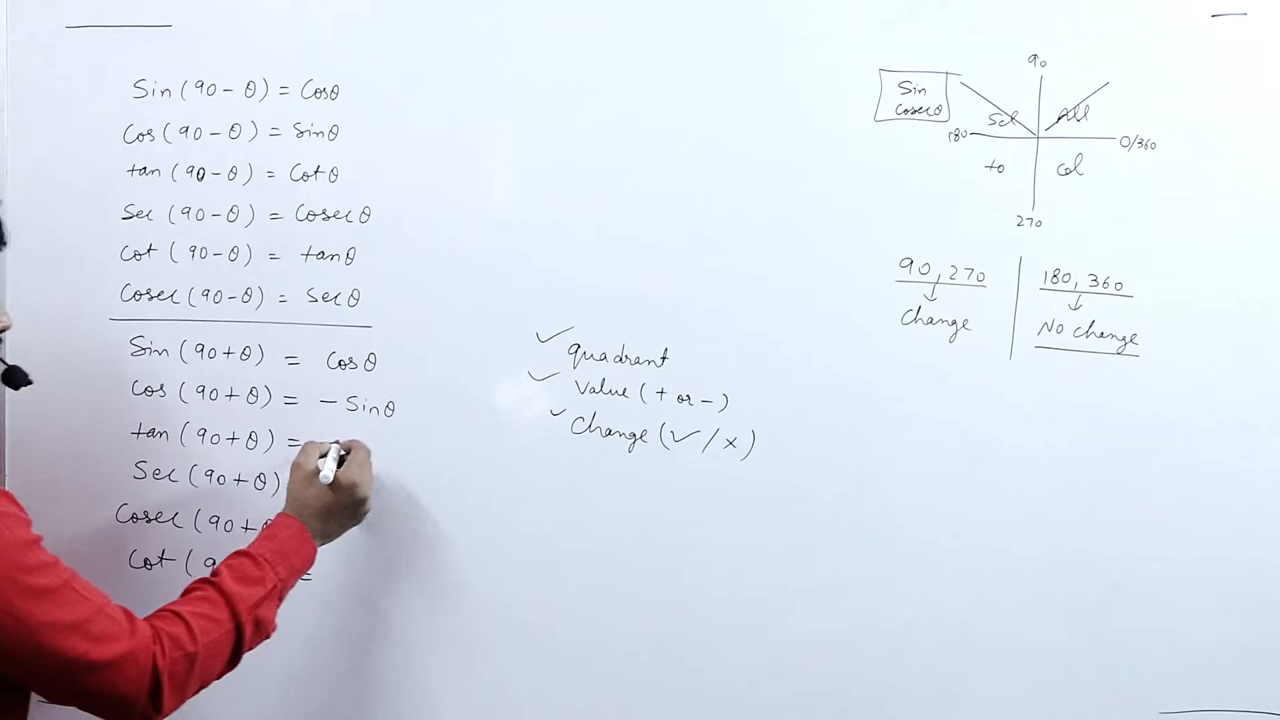 Sin (90 - θ) = Cosθ
Cos (90 - θ) = Sinθ
tan (90 - θ) = Cotθ
Sec (90 - θ) = Cosecθ
Cot (90 - θ) = tanθ
Cosec (90 - θ) = Secθ
Sin (90 + θ) = Cosθ
Cos (90 + θ) = - Sinθ
tan (90 + θ) =
Sec (90 + θ)
Cosec (90 +
Cot (
=
✓ quadrant
✓ Value ( + or - )
✓ Change ( ✓ / × )
90
Sin
Cosecθ
All
180
0/360
to
270
90, 270
↓
Change
180, 360
↓
No change